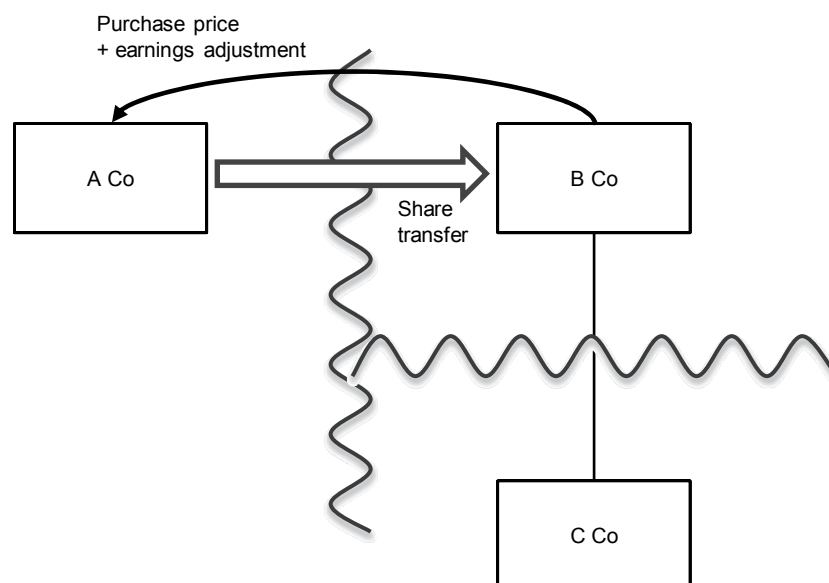 Purchase price
+ earnings adjustment
A Co
B Co
Share
transfer
C Co